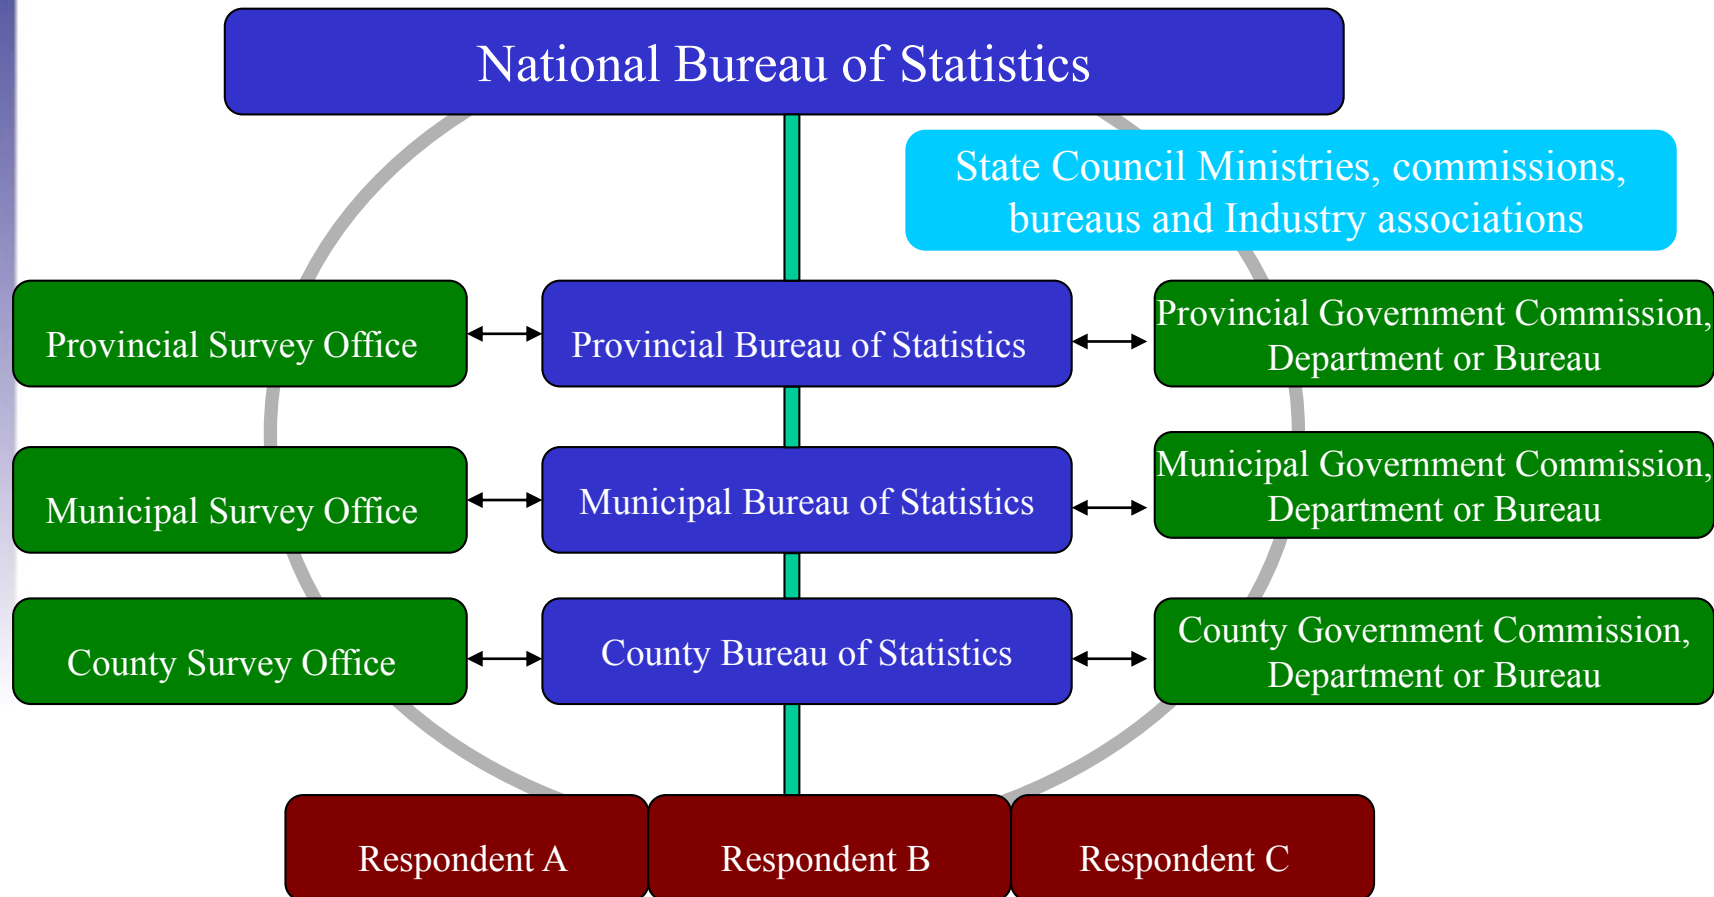 National Bureau of Statistics
State Council Ministries, commissions,
bureaus and Industry associations
Provincial Survey Office
Provincial Bureau of Statistics
Provincial Government Commission,
Department or Bureau
Municipal Survey Office
Municipal Bureau of Statistics
Municipal Government Commission,
Department or Bureau
County Survey Office
County Bureau of Statistics
County Government Commission,
Department or Bureau
Respondent A
Respondent B
Respondent C